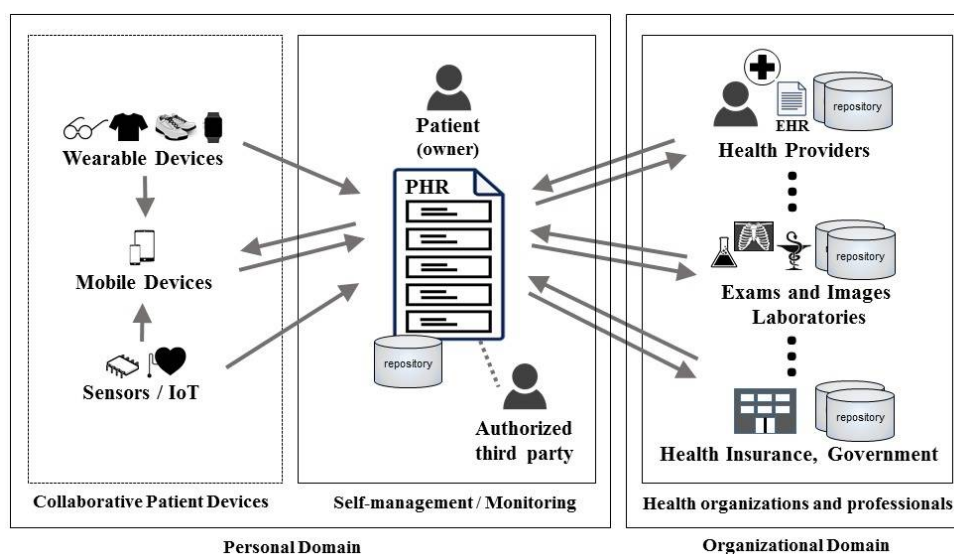 Wearable Devices
Mobile Devices
Sensors / IoT
Collaborative Patient Devices
Patient
(owner)
PHR
repository
Authorized
third party
Self-management / Monitoring
Personal Domain
EHR
repository
Health Providers
repository
Exams and Images
Laboratories
repository
Health Insurance, Government
Health organizations and professionals
Organizational Domain